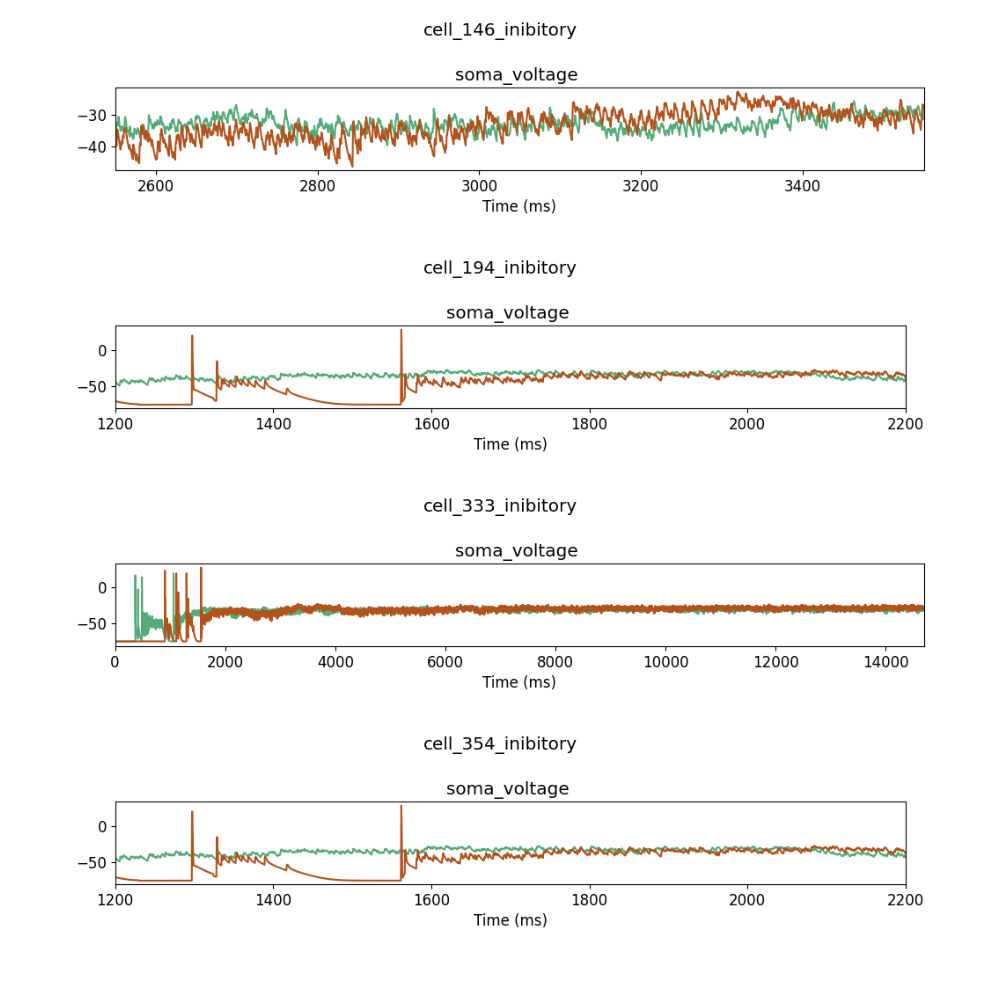 cell_146_inibitory
soma_voltage
−30
−40
2600 2800 3000 3200 3400
Time (ms)
cell_194_inibitory
soma_voltage
0
−50
1200 1400 1600 1800 2000 2200
Time (ms)
cell_333_inibitory
soma_voltage
0
−50
0 2000 4000 6000 8000 10000 12000 14000
Time (ms)
cell_354_inibitory
soma_voltage
0
−50
1200 1400 1600 1800 2000 2200
Time (ms)